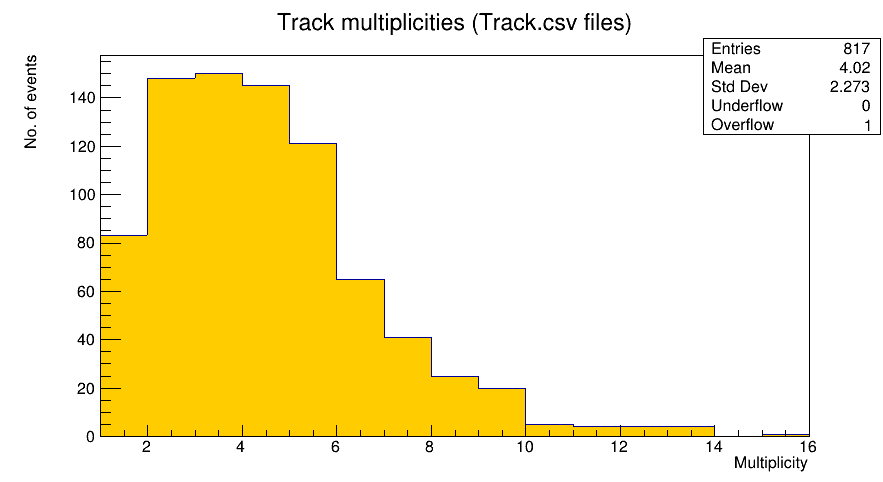 Track multiplicities (Track.csv files)
Entries 817
Mean 4.02
Std Dev 2.273
Underflow 0
Overflow 1
No. of events
140
120
100
80
60
40
20
0
2 4 6 8 10 12 14 16
Multiplicity